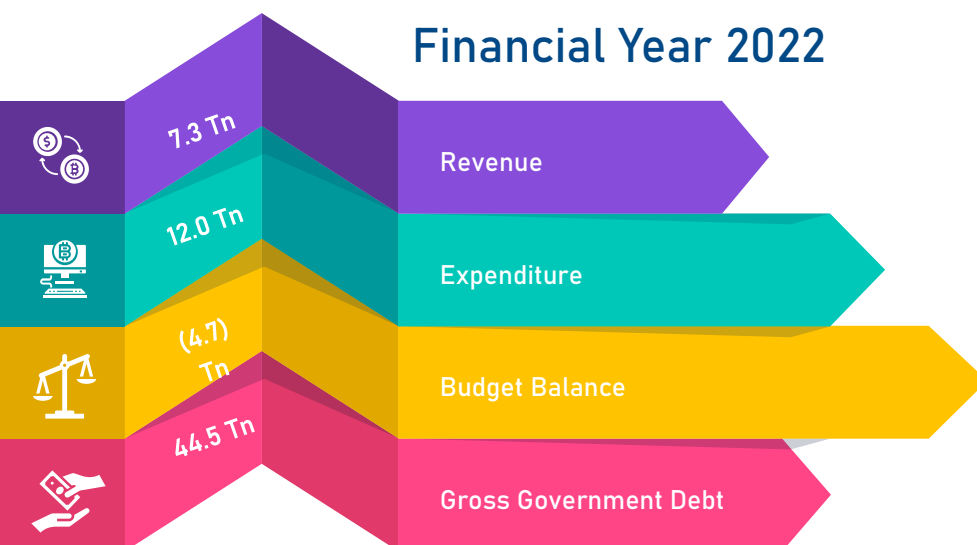 Financial Year 2022
7.3 Tn
Revenue
12.0 Tn
Expenditure
(4.7)
Tn
Budget Balance
44.5 Tn
Gross Government Debt